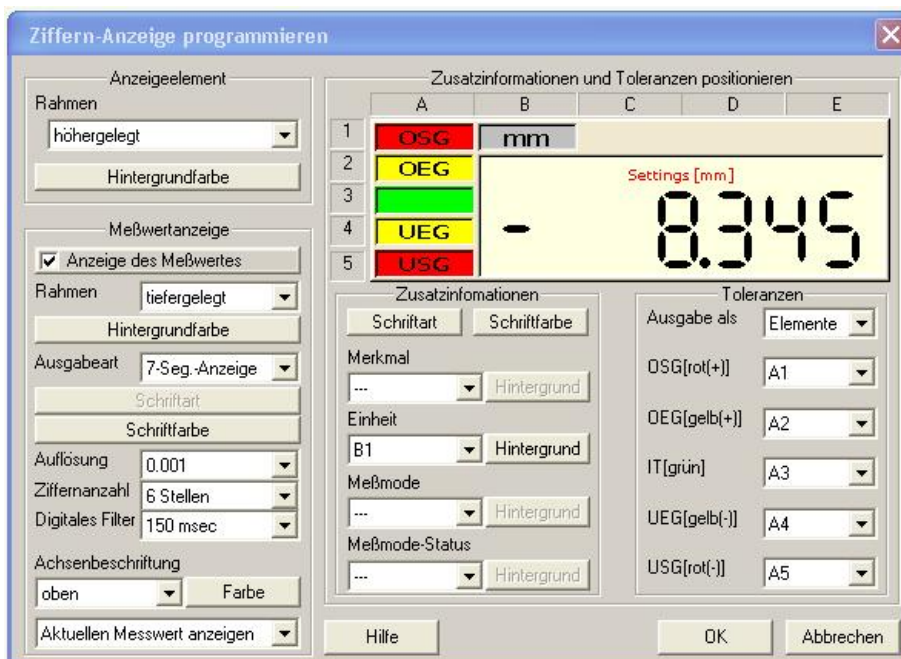 Ziffern-Anzeige programmieren
Anzeigeelement
Rahmen
höhergelegt
Hintergrundfarbe
Meßwertanzeige
Anzeige des Meßwertes
Rahmen
tiefergelegt
Hintergrundfarbe
Ausgabeart
7-Seg.-Anzeige
Schriftart
Schriftfarbe
Auflösung
0.001
Ziffernanzahl
6 Stellen
Digitales Filter
150 msec
Achsenbeschriftung
oben
Farbe
Aktuellen Messwert anzeigen
Zusatzinformationen und Toleranzen positionieren
A B C D E
1 OSG mm
2 OEG
Settings [mm]
3
4 UEG
- 8.345
5 USG
Zusatzinfomationen
Schriftart
Schriftfarbe
Merkmal
---
Hintergrund
Einheit
B1
Hintergrund
Meßmode
---
Hintergrund
Meßmode-Status
---
Hintergrund
Toleranzen
Ausgabe als
Elemente
OSG[rot(+)]
A1
OEG[gelb(+)]
A2
IT[grün]
A3
UEG[gelb(-)]
A4
USG[rot(-)]
A5
Hilfe
OK
Abbrechen